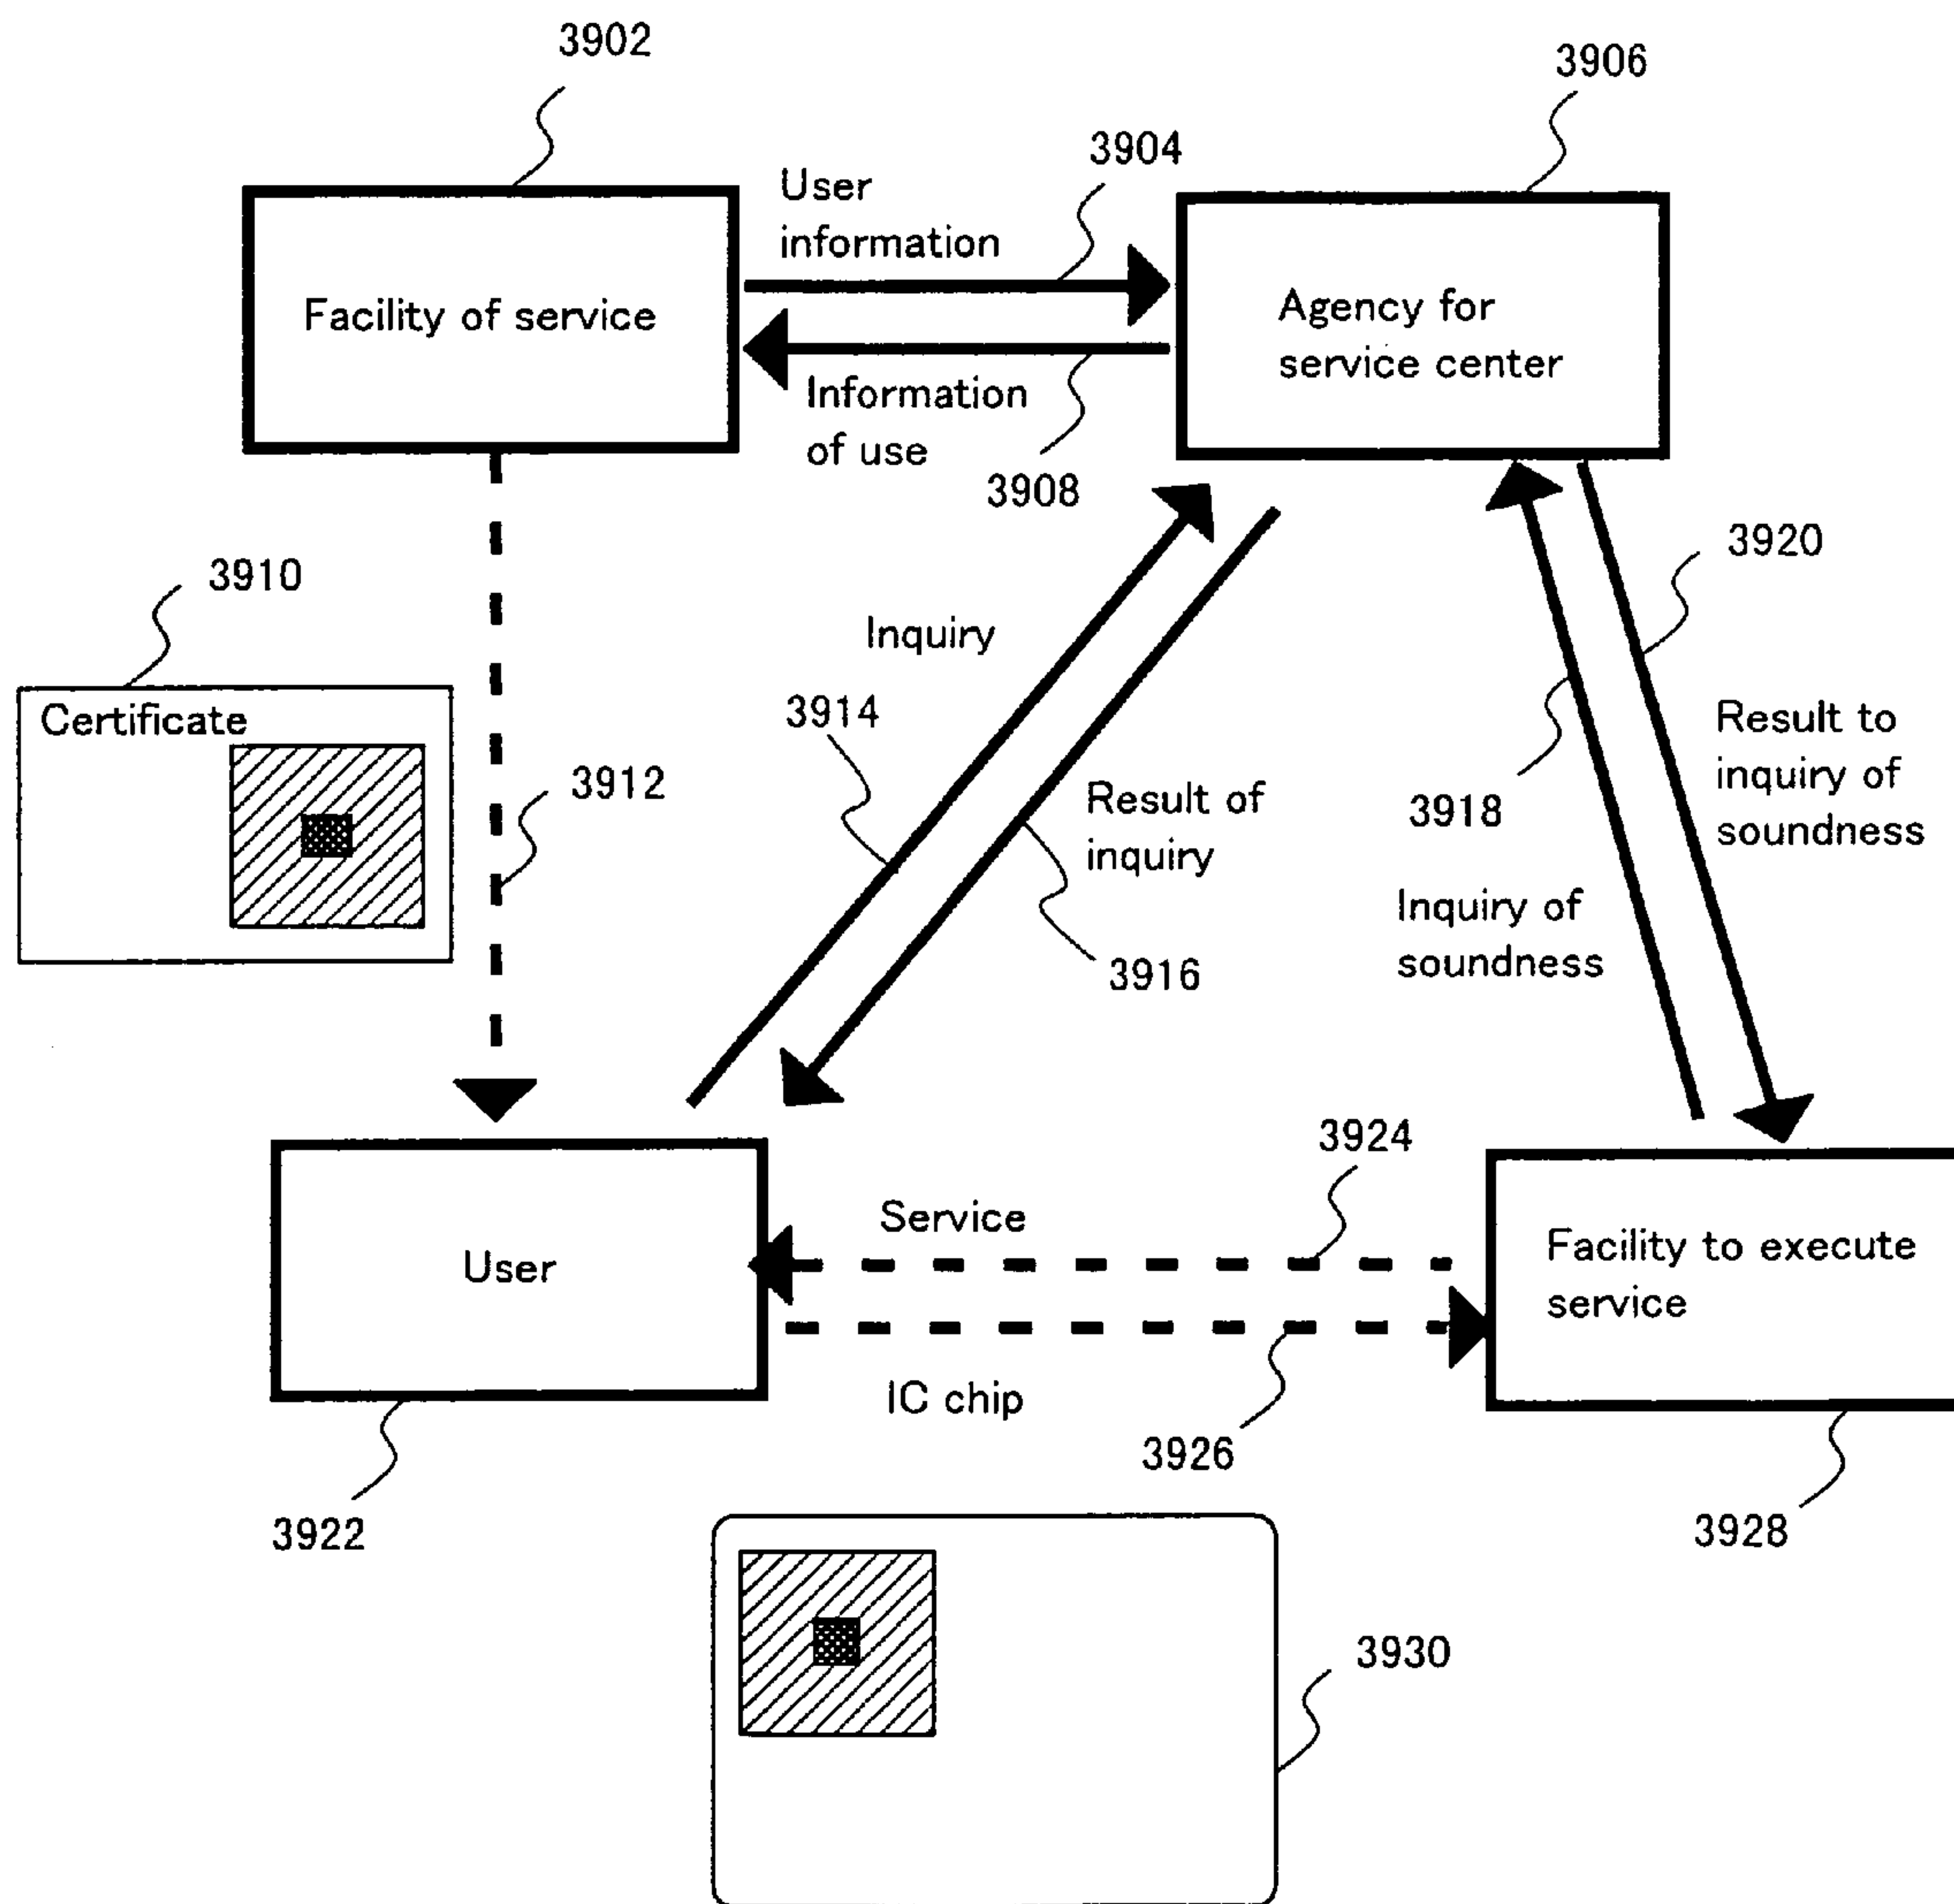 3902
3906
3904
User
information
Facility of service
Agency for
service center
Information
of use
3908
3910
3920
Inquiry
Certificate
3914
3912
Result of
inquiry
3918
Result to
inquiry of
soundness
Inquiry of
soundness
3916
3924
Service
User
Facility to execute
service
IC chip
3926
3922
3928
3930